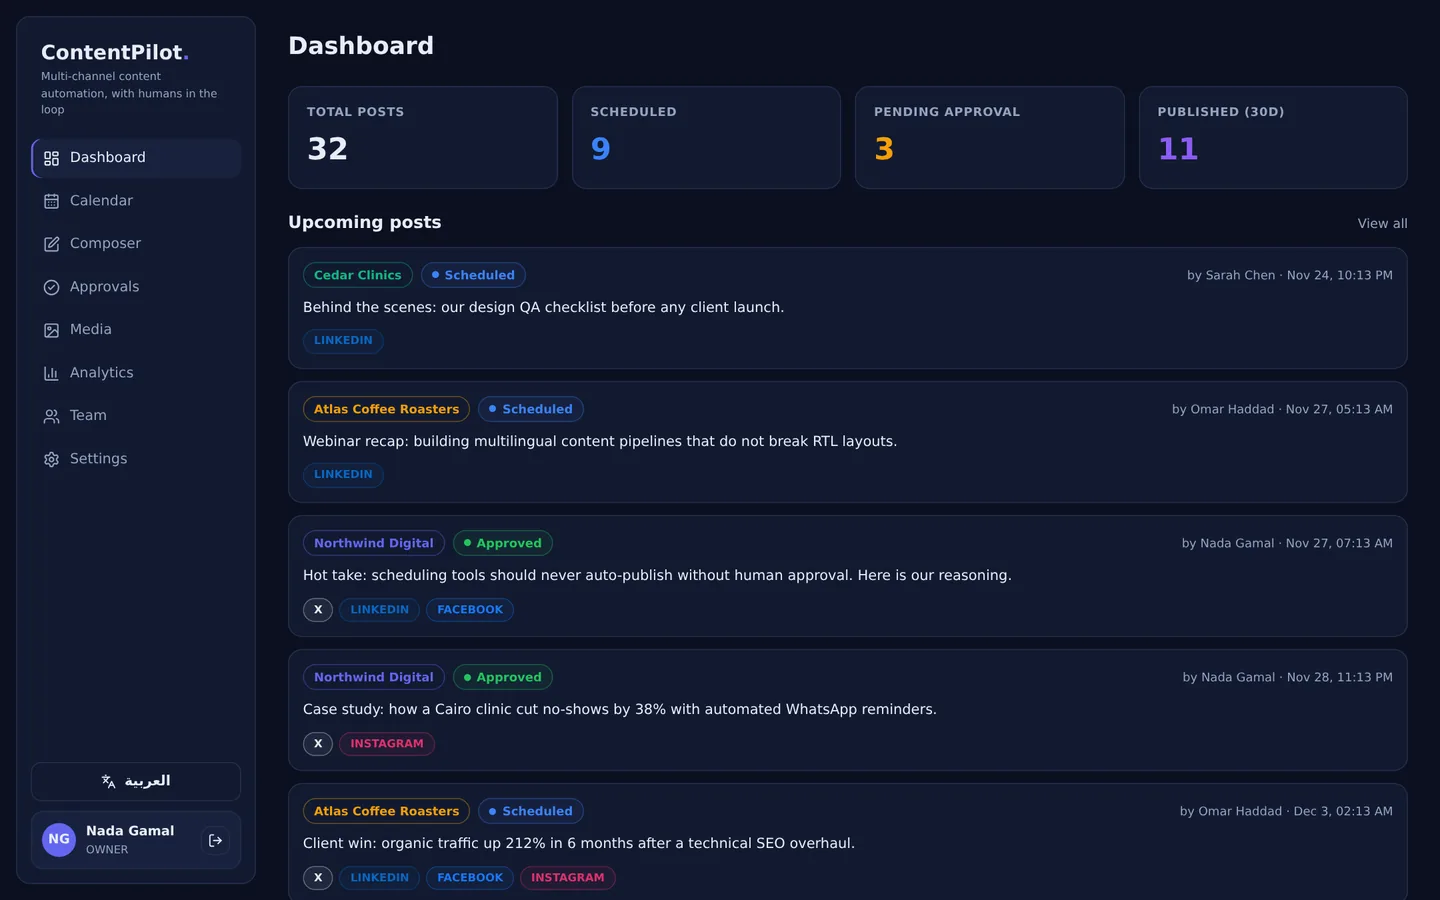 ContentPilot.
Multi-channel content
automation, with humans in the
loop
Dashboard
Calendar
Composer
Approvals
Media
Analytics
Team
Settings
العربية
NG
Nada Gamal
OWNER
Dashboard
TOTAL POSTS
32
SCHEDULED
9
PENDING APPROVAL
3
PUBLISHED (30D)
11
Upcoming posts
View all
Cedar Clinics
Scheduled
by Sarah Chen · Nov 24, 10:13 PM
Behind the scenes: our design QA checklist before any client launch.
LINKEDIN
Atlas Coffee Roasters
Scheduled
by Omar Haddad · Nov 27, 05:13 AM
Webinar recap: building multilingual content pipelines that do not break RTL layouts.
LINKEDIN
Northwind Digital
Approved
by Nada Gamal · Nov 27, 07:13 AM
Hot take: scheduling tools should never auto-publish without human approval. Here is our reasoning.
X
LINKEDIN
FACEBOOK
Northwind Digital
Approved
by Nada Gamal · Nov 28, 11:13 PM
Case study: how a Cairo clinic cut no-shows by 38% with automated WhatsApp reminders.
X
INSTAGRAM
Atlas Coffee Roasters
Scheduled
by Omar Haddad · Dec 3, 02:13 AM
Client win: organic traffic up 212% in 6 months after a technical SEO overhaul.
X
LINKEDIN
FACEBOOK
INSTAGRAM